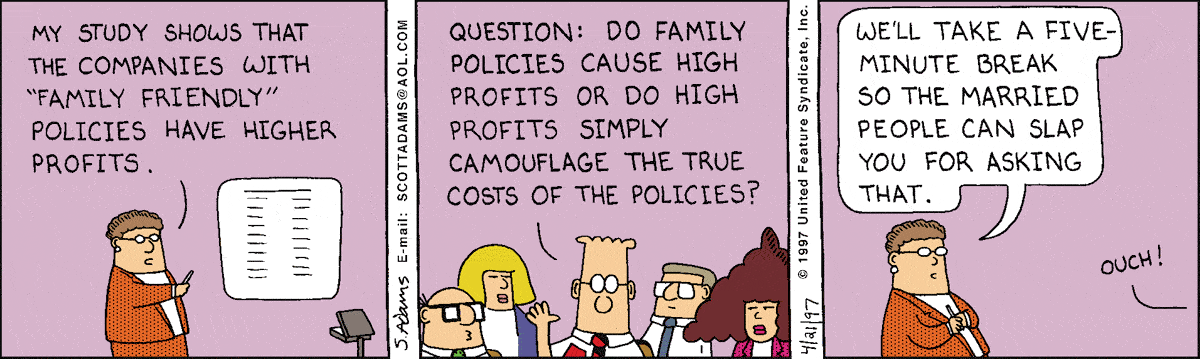 MY STUDY SHOWS THAT
THE COMPANIES WITH
"FAMILY FRIENDLY"
POLICIES HAVE HIGHER
PROFITS.
S. Adams E-mail: SCOTTADAMS@AOL.COM
QUESTION: DO FAMILY
POLICIES CAUSE HIGH
PROFITS OR DO HIGH
PROFITS SIMPLY
CAMOUFLAGE THE TRUE
COSTS OF THE POLICIES?
4/21/97 © 1997 United Feature Syndicate, Inc.
WE'LL TAKE A FIVE-
MINUTE BREAK
SO THE MARRIED
PEOPLE CAN SLAP
YOU FOR ASKING
THAT.
OUCH!